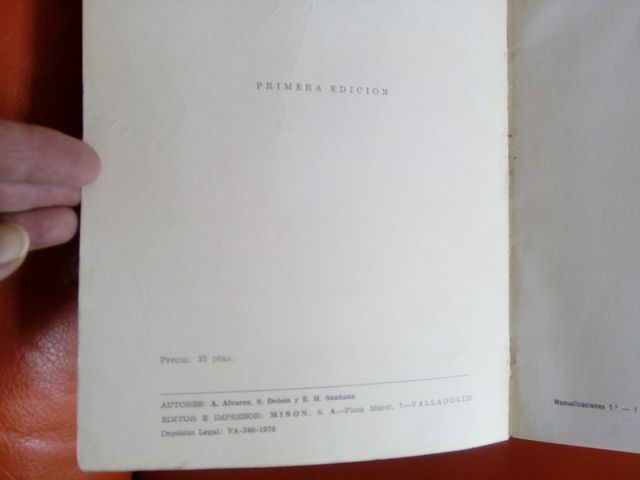 PRIMERA EDICION
Precio: 35 ptas.
AUTORES: A. Alvarez, S. Debón y E. H. Santana
EDITOR E IMPRESOR: MIÑON, S. A.—Plaza Mayor, 7—VALLADOLID
Depósito Legal: VA-340-1970
Manualizaciones 1.° — 1